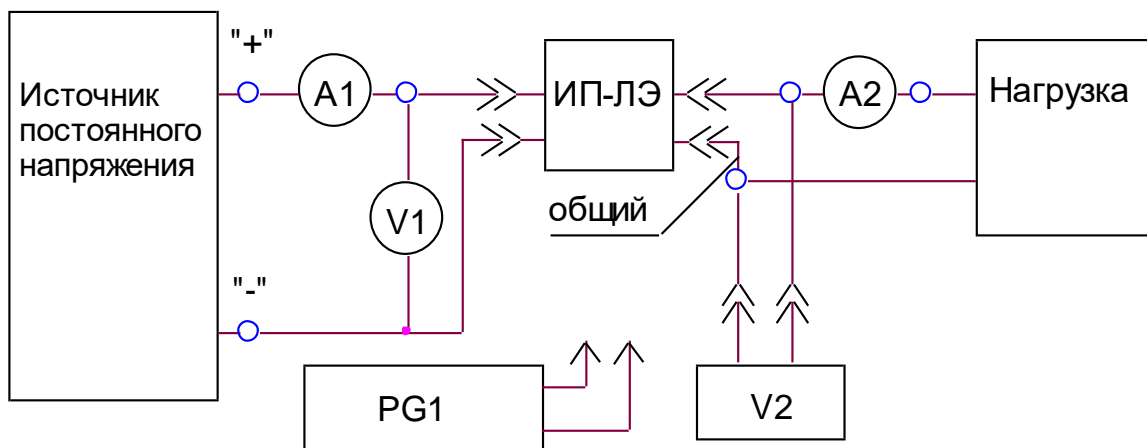 "+"
Источник
постоянного
напряжения
A1
ИП-ЛЭ
A2
Нагрузка
V1
общий
"-"
PG1
V2